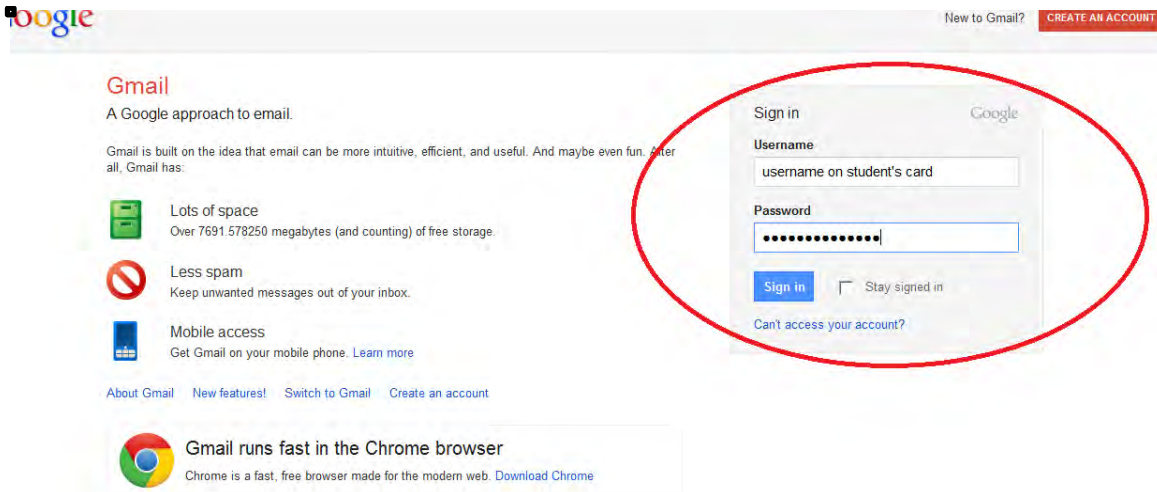 Google
New to Gmail? CREATE AN ACCOUNT
Gmail
A Google approach to email.
Gmail is built on the idea that email can be more intuitive, efficient, and useful. And maybe even fun. After
all, Gmail has:
Lots of space
Over 7691.578250 megabytes (and counting) of free storage.
Less spam
Keep unwanted messages out of your inbox.
Mobile access
Get Gmail on your mobile phone. Learn more
About Gmail New features! Switch to Gmail Create an account
Gmail runs fast in the Chrome browser
Chrome is a fast, free browser made for the modern web. Download Chrome
Sign in Google
Username
username on student's card
Password
••••••••••••••
Sign in Stay signed in
Can't access your account?